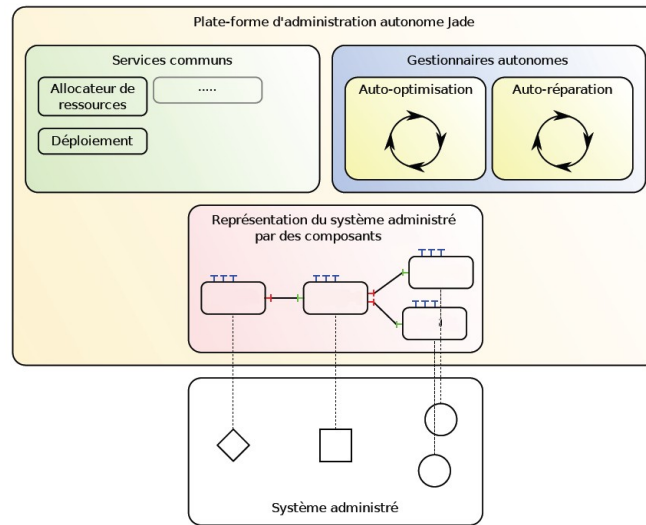 Plate-forme d'administration autonome Jade
Services communs
Allocateur de
ressources
.....
Déploiement
Gestionnaires autonomes
Auto-optimisation
Auto-réparation
Représentation du système administré
par des composants
Système administré